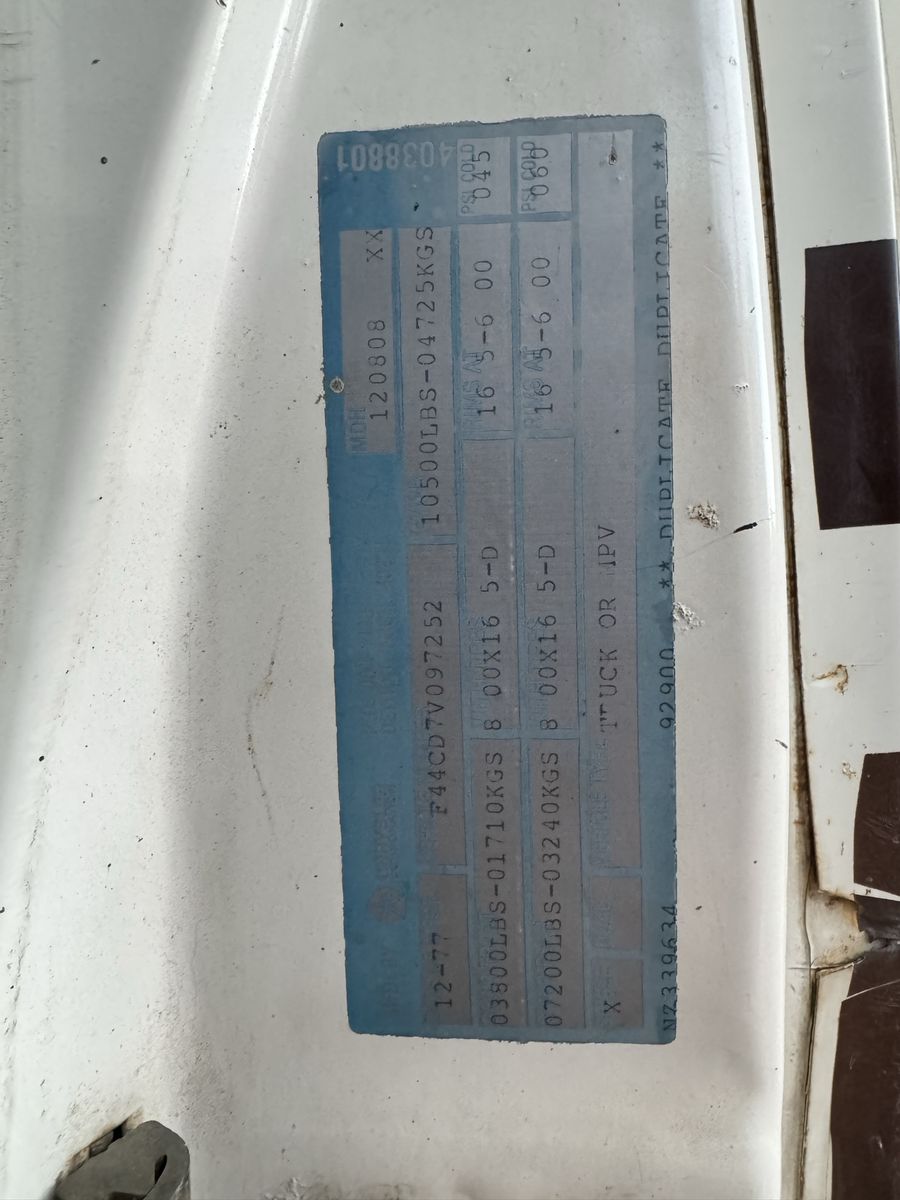 4038801
MDH
120808 XX
12-77 F44CD7V097252 10500LBS-04725KGS
PSI COLD
03800LBS-01710KGS 8 00X16 5-D 16 5-6 00 045
PSI COLD
07200LBS-03240KGS 8 00X16 5-D 16 5-6 00 060
X TRUCK OR MPV
NZ339634 92900 ** DUPLICATE DUPLICATE **